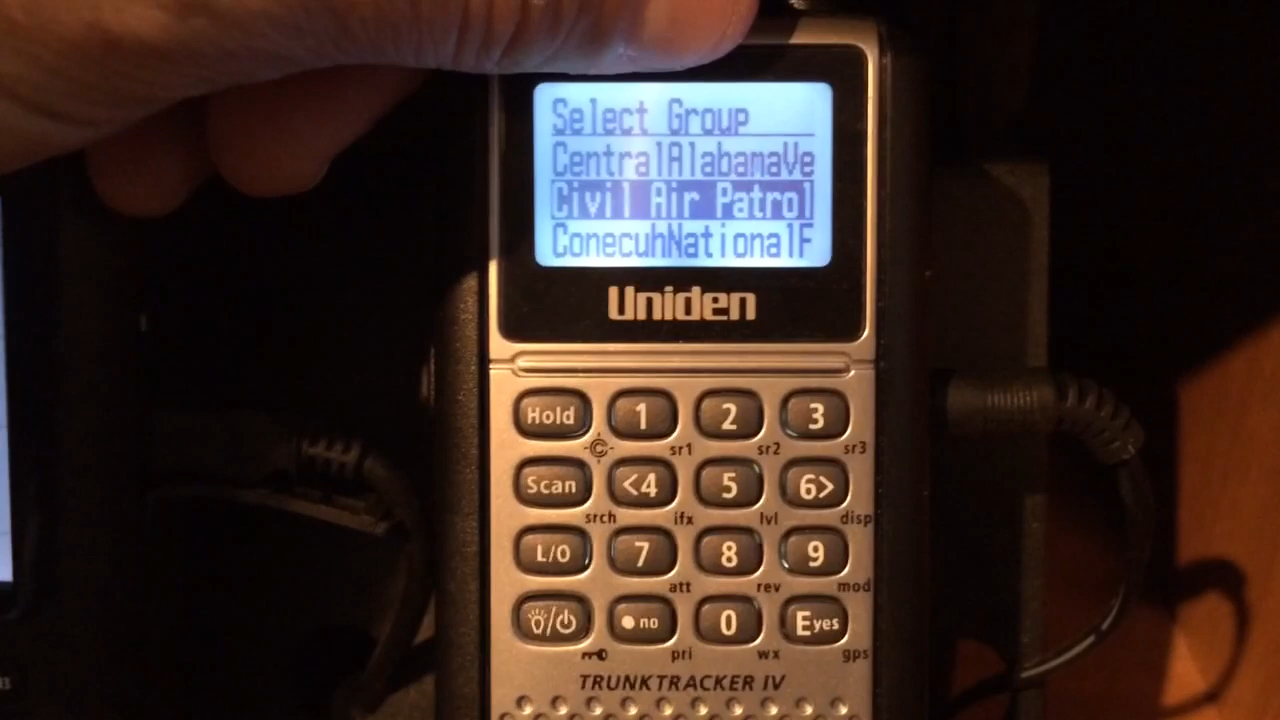 Select Group
CentralAlabamaVe
Civil Air Patrol
ConecuhNationalF
Uniden
Hold 1 2 3
sr1 sr2 sr3
Scan <4 5 6>
srch ifx lvl disp
L/O 7 8 9
att rev mod
no 0 Eyes
pri wx gps
TRUNKTRACKER IV